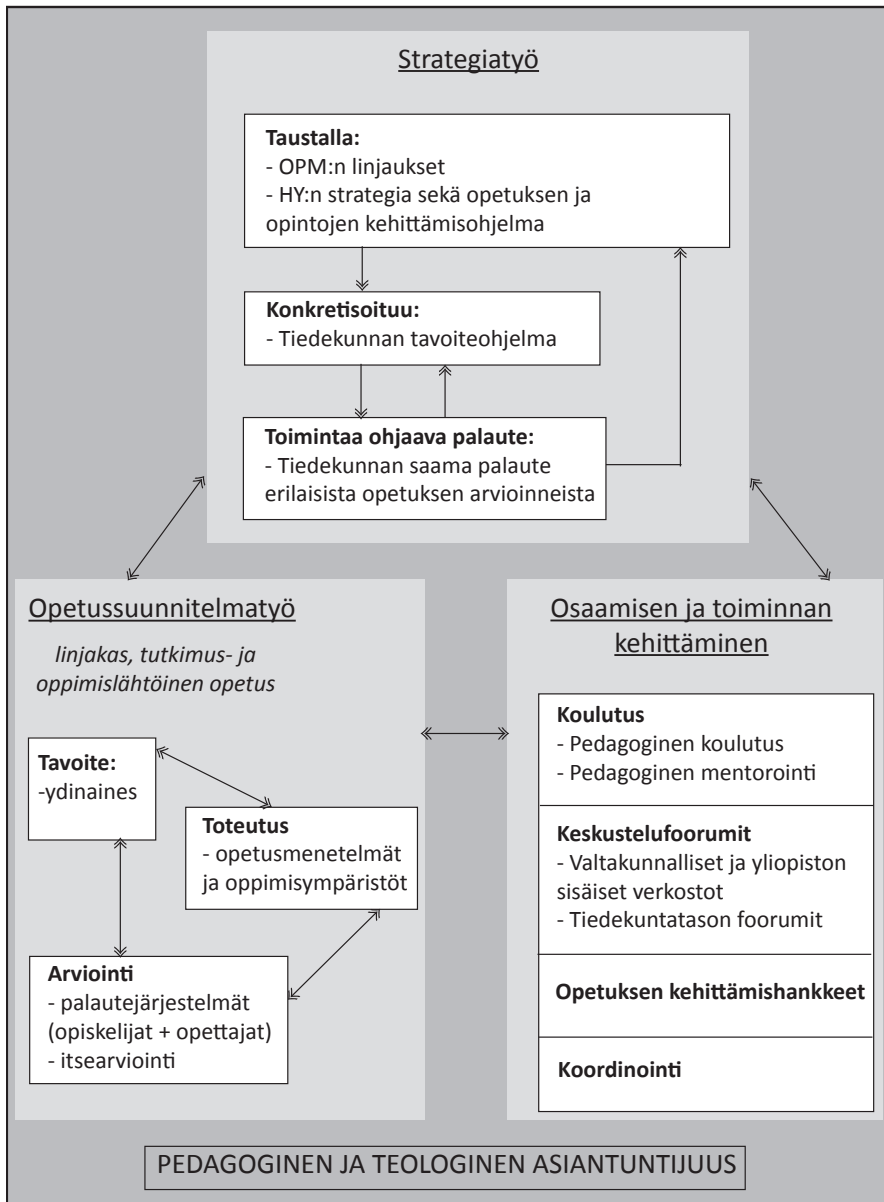 Strategiatyö
Taustalla:
- OPM:n linjaukset
- HY:n strategia sekä opetuksen ja
opintojen kehittämisohjelma
Konkretisoituu:
- Tiedekunnan tavoiteohjelma
Toimintaa ohjaava palaute:
- Tiedekunnan saama palaute
erilaisista opetuksen arvioinneista
Opetussuunnitelmatyö
linjakas, tutkimus- ja
oppimislähtöinen opetus
Tavoite:
-ydinaines
Toteutus
- opetusmenetelmät
ja oppimisympäristöt
Arviointi
- palautejärjestelmät
(opiskelijat + opettajat)
- itsearviointi
Osaamisen ja toiminnan
kehittäminen
Koulutus
- Pedagoginen koulutus
- Pedagoginen mentorointi
Keskustelufoorumit
- Valtakunnalliset ja yliopiston
sisäiset verkostot
- Tiedekuntatason foorumit
Opetuksen kehittämishankkeet
Koordinointi
PEDAGOGINEN JA TEOLOGINEN ASIANTUNTIJUUS